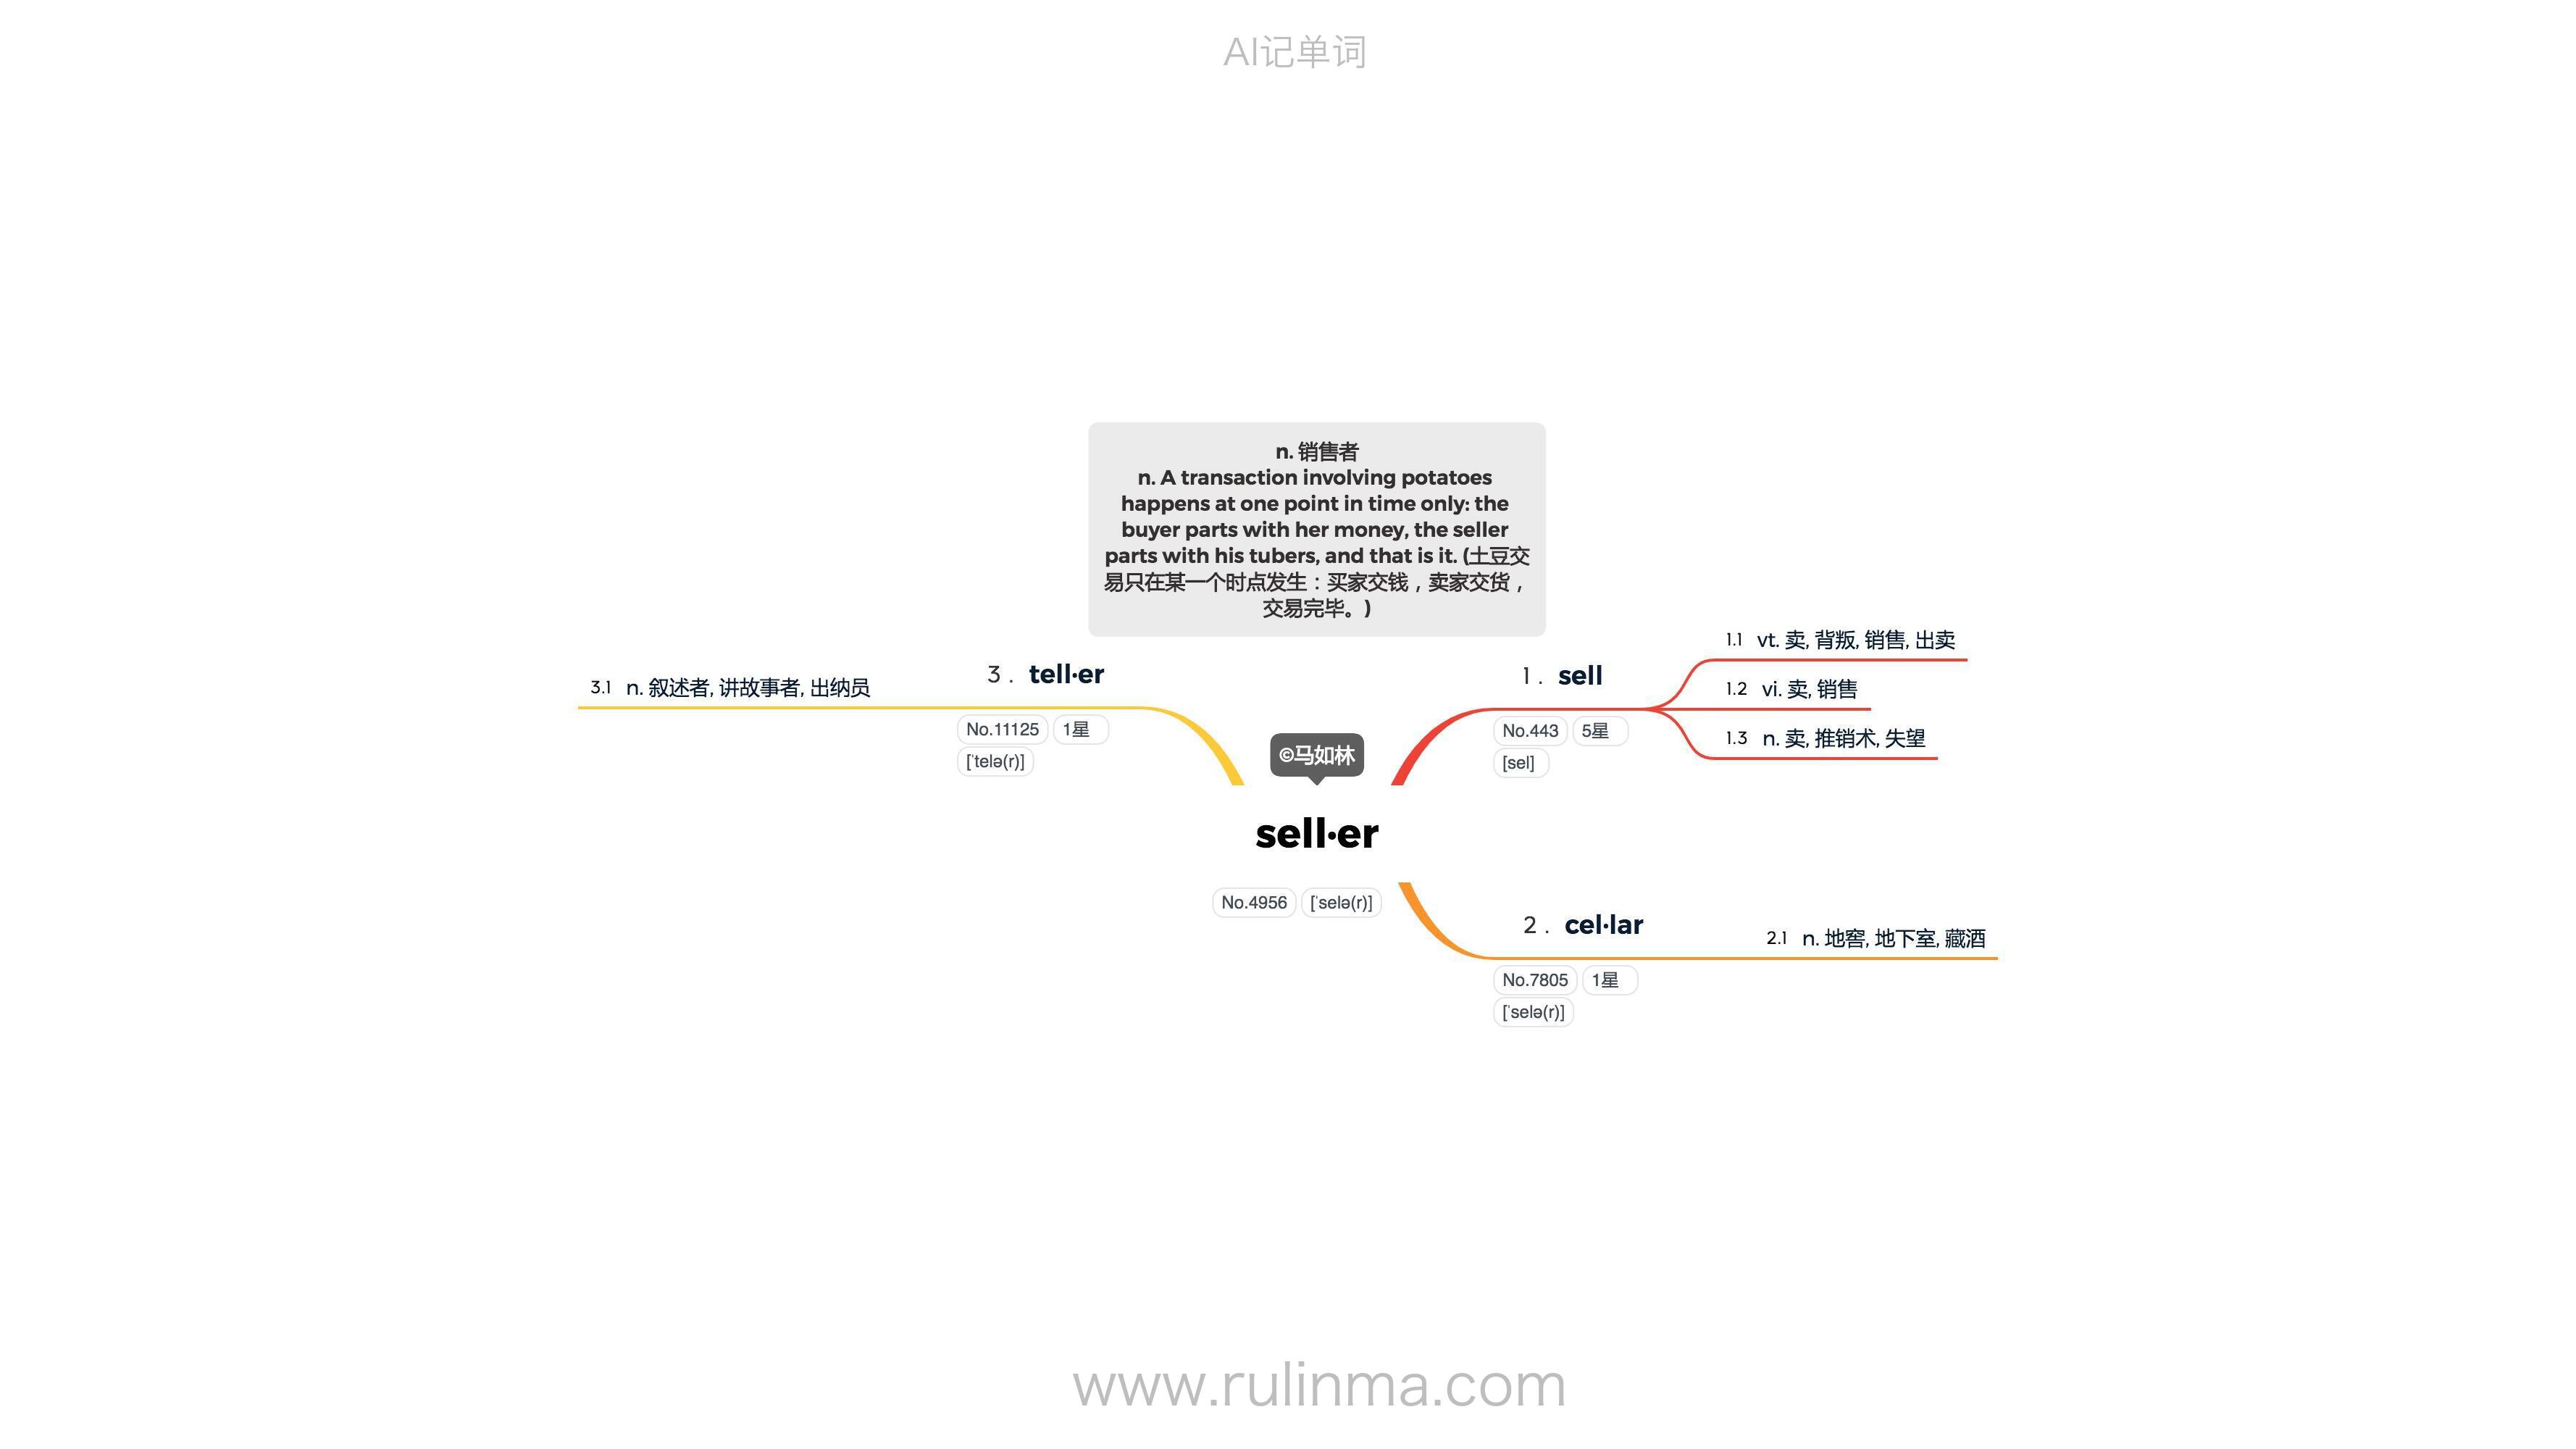 AI记单词
n. 销售者
n. A transaction involving potatoes
happens at one point in time only: the
buyer parts with her money, the seller
parts with his tubers, and that is it. (土豆交
易只在某一个时点发生：买家交钱，卖家交货，
交易完毕。)
3 . tell·er
3.1 n. 叙述者, 讲故事者, 出纳员
No.11125 1星
[ˈtelə(r)]
1 . sell
No.443 5星
[sel]
1.1 vt. 卖, 背叛, 销售, 出卖
1.2 vi. 卖, 销售
1.3 n. 卖, 推销术, 失望
©马如林
sell·er
No.4956 [ˈselə(r)]
2 . cel·lar
2.1 n. 地窖, 地下室, 藏酒
No.7805 1星
[ˈselə(r)]
www.rulinma.com